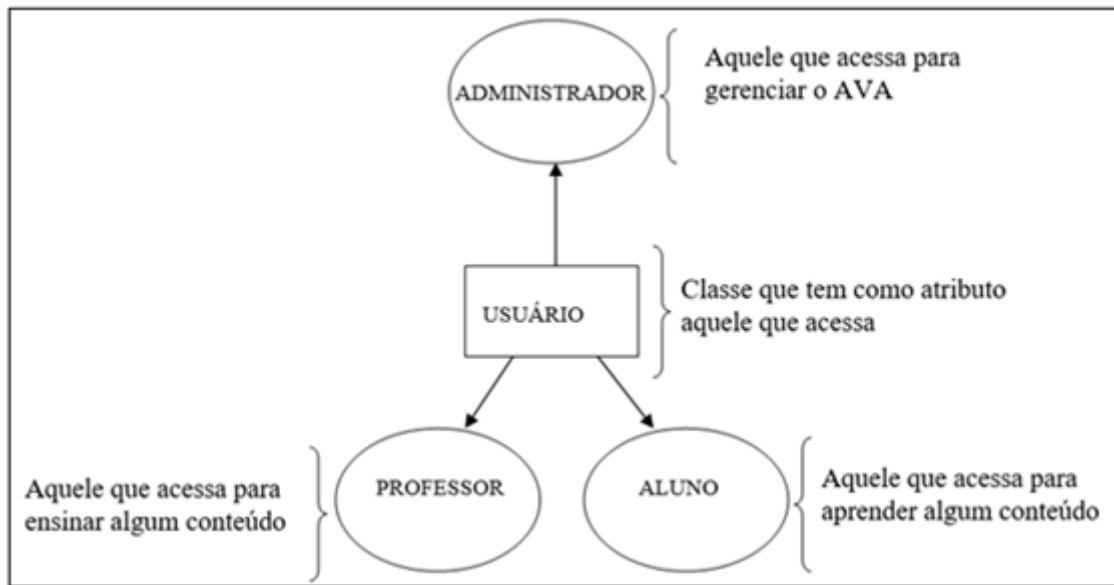 ADMINISTRADOR
Aquele que acessa para
gerenciar o AVA
USUÁRIO
Classe que tem como atributo
aquele que acessa
Aquele que acessa para
ensinar algum conteúdo
PROFESSOR
ALUNO
Aquele que acessa para
aprender algum conteúdo